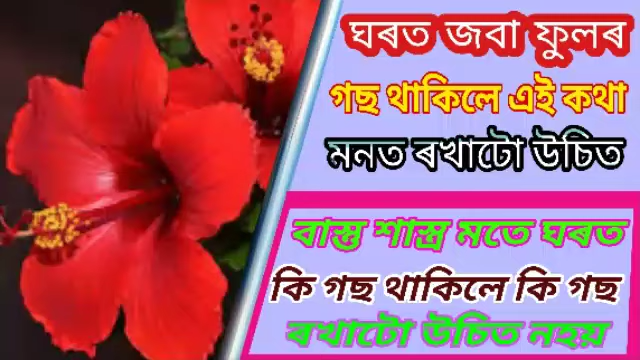 ঘৰত জবা ফুলৰ
গছ থাকিলে এই কথা
মনত ৰখাটো উচিত
বাস্তু শাস্ত্ৰ মতে ঘৰত
কি গছ থাকিলে কি গছ
ৰখাটো উচিত নহয়